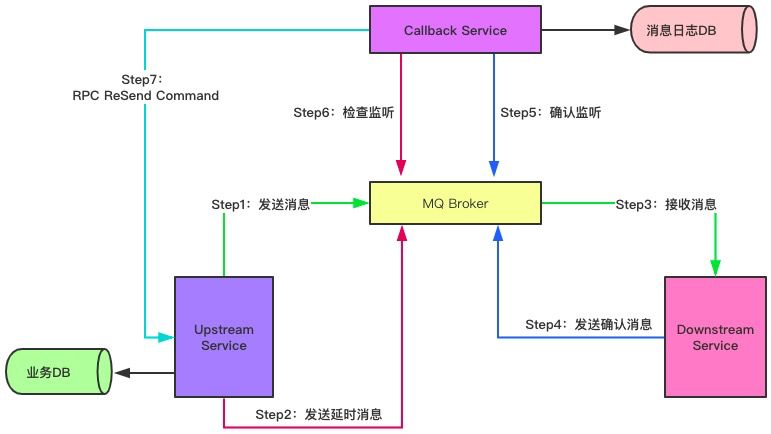 Callback Service
消息日志DB
Step7：
RPC ReSend Command
Step6：检查监听
Step5：确认监听
Step1：发送消息
MQ Broker
Step3：接收消息
Upstream
Service
Step4：发送确认消息
Downstream
Service
业务DB
Step2：发送延时消息